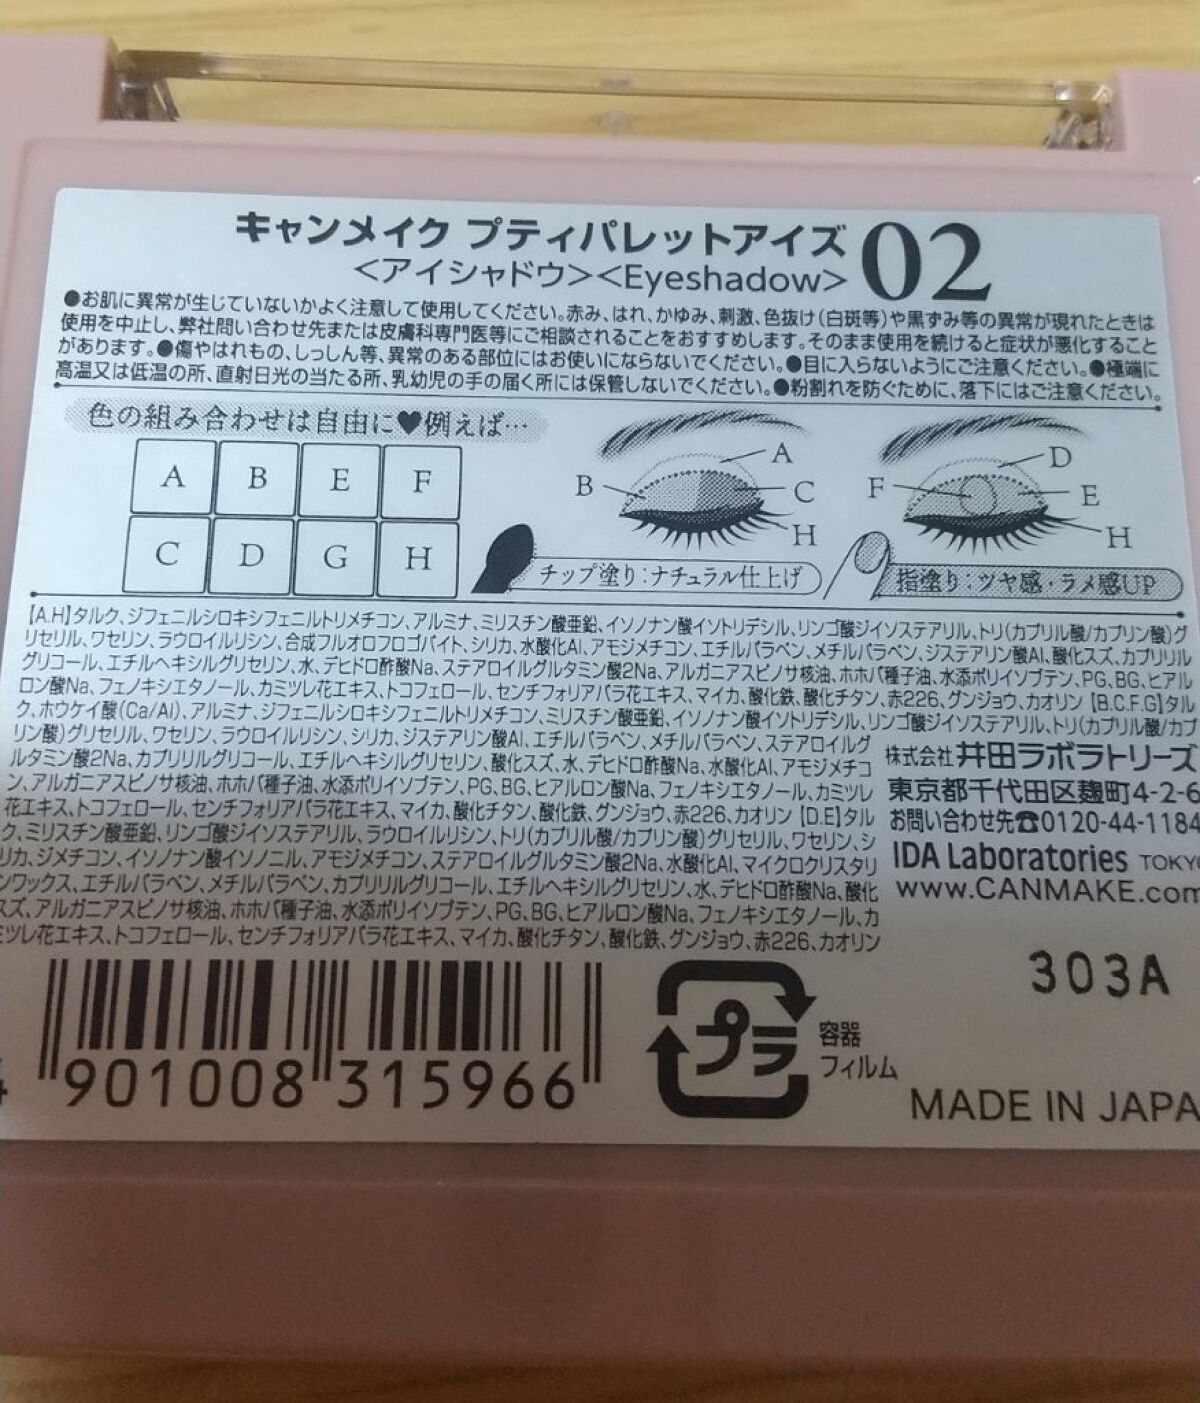 キャンメイク プティパレットアイズ 02
<アイシャドウ><Eyeshadow>
●お肌に異常が生じていないかよく注意して使用してください。赤み、はれ、かゆみ、刺激、色抜け(白斑等)や黒ずみ等の異常が現れたときは
使用を中止し、弊社問い合わせ先または皮膚科専門医等にご相談されることをおすすめします。そのまま使用を続けると症状が悪化すること
があります。●傷やはれもの、しっしん等、異常のある部位にはお使いにならないでください。●目に入らないようにご注意ください。●極端に
高温又は低温の所、直射日光の当たる所、乳幼児の手の届く所には保管しないでください。●粉割れを防ぐために、落下にはご注意ください。
色の組み合わせは自由に♥例えば…
A B E F
C D G H
A
B
C
H
チップ塗り:ナチュラル仕上げ
D
F
E
H
指塗り:ツヤ感・ラメ感UP
【A.H】タルク、ジフェニルシロキシフェニルトリメチコン、アルミナ、ミリスチン酸亜鉛、イソノナン酸イソトリデシル、リンゴ酸ジイソステアリル、トリ(カプリル酸/カプリン酸)グ
リセリル、ワセリン、ラウロイルリシン、合成フルオロフロゴパイト、シリカ、水酸化Al、アモジメチコン、エチルパラベン、メチルパラベン、ジステアリン酸Al、酸化スズ、カプリリル
グリコール、エチルヘキシルグリセリン、水、デヒドロ酢酸Na、ステアロイルグルタミン酸2Na、アルガニアスピノサ核油、ホホバ種子油、水添ポリイソブテン、PG、BG、ヒアル
ロン酸Na、フェノキシエタノール、カミツレ花エキス、トコフェロール、センチフォリアバラ花エキス、マイカ、酸化鉄、酸化チタン、赤226、グンジョウ、カオリン【B.C.F.G】タル
ク、ホウケイ酸(Ca/Al)、アルミナ、ジフェニルシロキシフェニルトリメチコン、ミリスチン酸亜鉛、イソノナン酸イソトリデシル、リンゴ酸ジイソステアリル、トリ(カプリル酸/カプ
リン酸)グリセリル、ワセリン、ラウロイルリシン、シリカ、ジステアリン酸Al、エチルパラベン、メチルパラベン、ステアロイルグ
ルタミン酸2Na、カプリリルグリコール、エチルヘキシルグリセリン、酸化スズ、水、デヒドロ酢酸Na、水酸化Al、アモジメチコ
ン、アルガニアスピノサ核油、ホホバ種子油、水添ポリイソブテン、PG、BG、ヒアルロン酸Na、フェノキシエタノール、カミツレ
花エキス、トコフェロール、センチフォリアバラ花エキス、マイカ、酸化チタン、酸化鉄、グンジョウ、赤226、カオリン【D.E】タル
ク、ミリスチン酸亜鉛、リンゴ酸ジイソステアリル、ラウロイルリシン、トリ(カプリル酸/カプリン酸)グリセリル、ワセリン、シ
リカ、ジメチコン、イソノナン酸イソノニル、アモジメチコン、ステアロイルグルタミン酸2Na、水酸化Al、マイクロクリスタリ
ンワックス、エチルパラベン、メチルパラベン、カプリリルグリコール、エチルヘキシルグリセリン、水、デヒドロ酢酸Na、酸化
スズ、アルガニアスピノサ核油、ホホバ種子油、水添ポリイソブテン、PG、BG、ヒアルロン酸Na、フェノキシエタノール、カ
ミツレ花エキス、トコフェロール、センチフォリアバラ花エキス、マイカ、酸化チタン、酸化鉄、グンジョウ、赤226、カオリン
株式会社 井田ラボラトリーズ
東京都千代田区麹町4-2-6
お問い合わせ先☎0120-44-1184
IDA Laboratories TOKYO
www.CANMAKE.com
303A
4 901008 315966
プラ
容器
フィルム
MADE IN JAPA